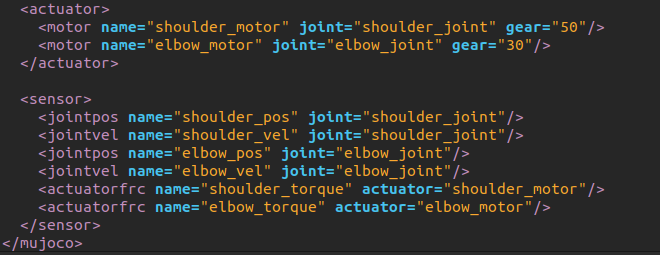 <actuator>
<motor name="shoulder_motor" joint="shoulder_joint" gear="50"/>
<motor name="elbow_motor" joint="elbow_joint" gear="30"/>
</actuator>
<sensor>
<jointpos name="shoulder_pos" joint="shoulder_joint"/>
<jointvel name="shoulder_vel" joint="shoulder_joint"/>
<jointpos name="elbow_pos" joint="elbow_joint"/>
<jointvel name="elbow_vel" joint="elbow_joint"/>
<actuatorfrc name="shoulder_torque" actuator="shoulder_motor"/>
<actuatorfrc name="elbow_torque" actuator="elbow_motor"/>
</sensor>
</mujoco>